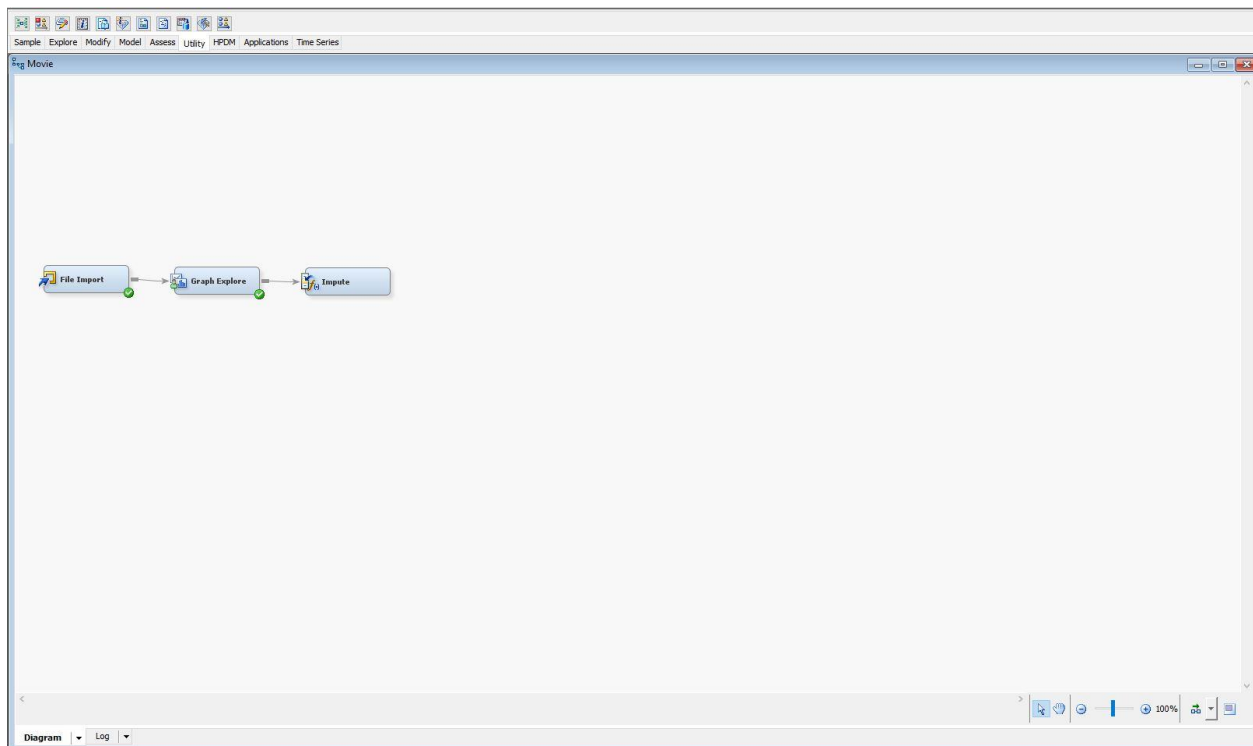 Sample Explore Modify Model Assess Utility HPDM Applications Time Series
Movie
File Import
Graph Explore
Impute
100%
Diagram Log